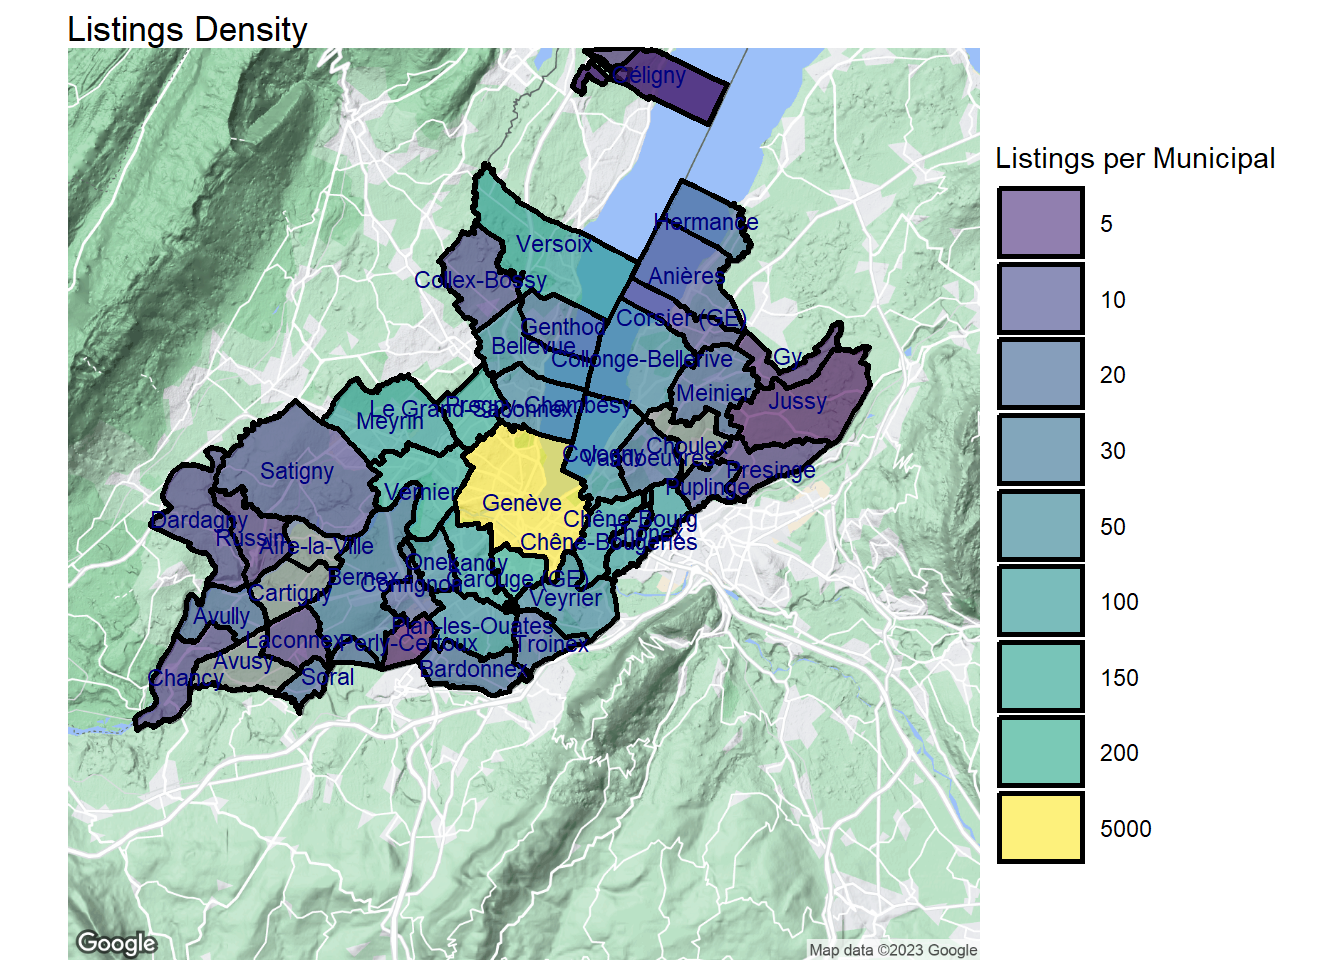 Listings Density
Céligny
Hermance
Versoix
Anières
Collex-Bossy
Corsier (GE)
Genthod
Bellevue
Collonge-Bellerive
Gy
Meinier
Jussy
Le Grand-Saconnex
Pregny-Chambésy
Meyrin
Choulex
Cologny
Vandoeuvres
Satigny
Presinge
Puplinge
Vernier
Genève
Dardagny
Chêne-Bourg
Thônex
Russin
Chêne-Bougeries
Aire-la-Ville
Onex
Lancy
Bernex
Carouge (GE)
Confignon
Cartigny
Veyrier
Avully
Plan-les-Ouates
Laconnex
Perly-Certoux
Troinex
Avusy
Bardonnex
Chancy
Soral
Google
Map data ©2023 Google
Listings per Municipal
5
10
20
30
50
100
150
200
5000